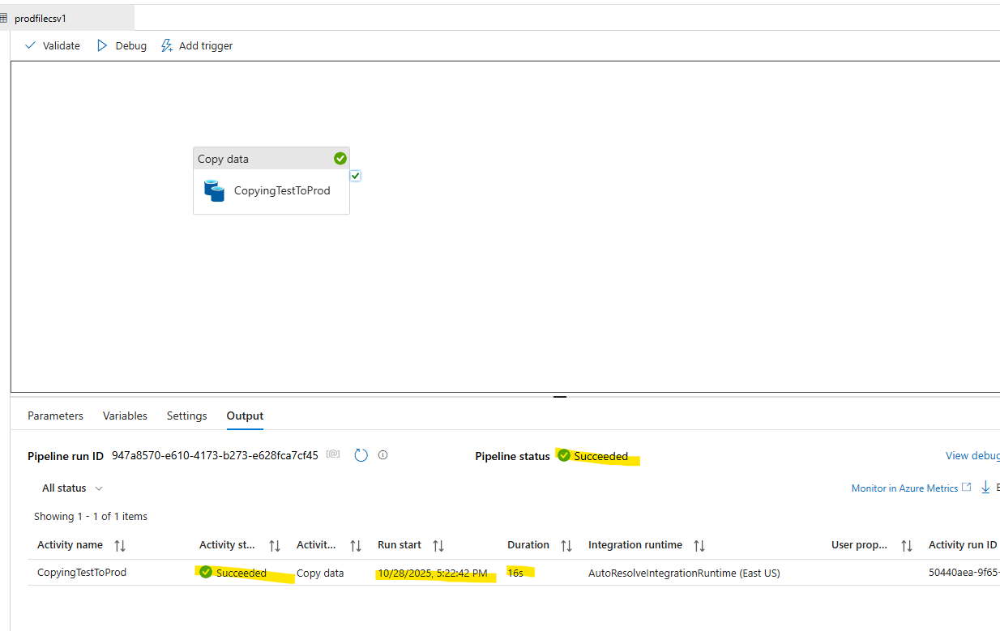 prodfilecsv1
Validate Debug Add trigger
Copy data
CopyingTestToProd
Parameters Variables Settings Output
Pipeline run ID 947a8570-e610-4173-b273-e628fca7cf45 Pipeline status Succeeded View debug
All status Monitor in Azure Metrics E
Showing 1 - 1 of 1 items
Activity name Activity st... Activit... Run start Duration Integration runtime User prop... Activity run ID
CopyingTestToProd Succeeded Copy data 10/28/2025, 5:22:42 PM 16s AutoResolveIntegrationRuntime (East US) 50440aea-9f65-